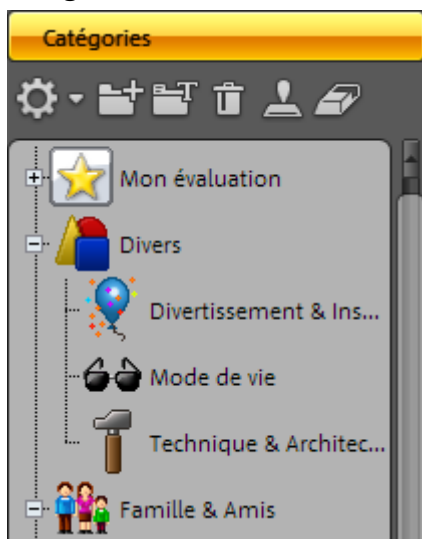 Catégories
Mon évaluation
Divers
Divertissement & Ins...
Mode de vie
Technique & Architec...
Famille & Amis